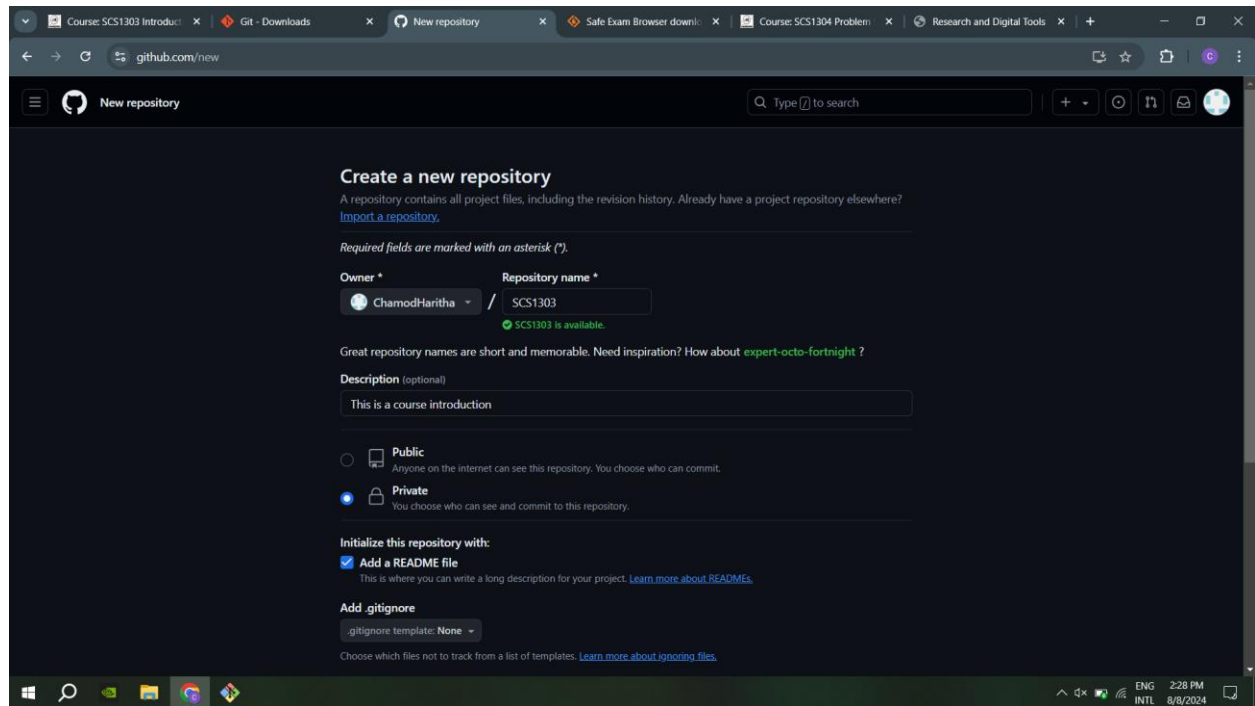 Course: SCS1303 Introduct
Git - Downloads
New repository
Safe Exam Browser downlo
Course: SCS1304 Problem
Research and Digital Tools
github.com/new
C
New repository
Type / to search
Create a new repository
A repository contains all project files, including the revision history. Already have a project repository elsewhere?
Import a repository.
Required fields are marked with an asterisk (*).
Owner * Repository name *
ChamodHaritha / SCS1303
SCS1303 is available.
Great repository names are short and memorable. Need inspiration? How about expert-octo-fortnight ?
Description (optional)
This is a course introduction
Public
Anyone on the internet can see this repository. You choose who can commit.
Private
You choose who can see and commit to this repository.
Initialize this repository with:
Add a README file
This is where you can write a long description for your project. Learn more about READMEs.
Add .gitignore
.gitignore template: None
Choose which files not to track from a list of templates. Learn more about ignoring files.
ENG 2:28 PM
INTL 8/8/2024